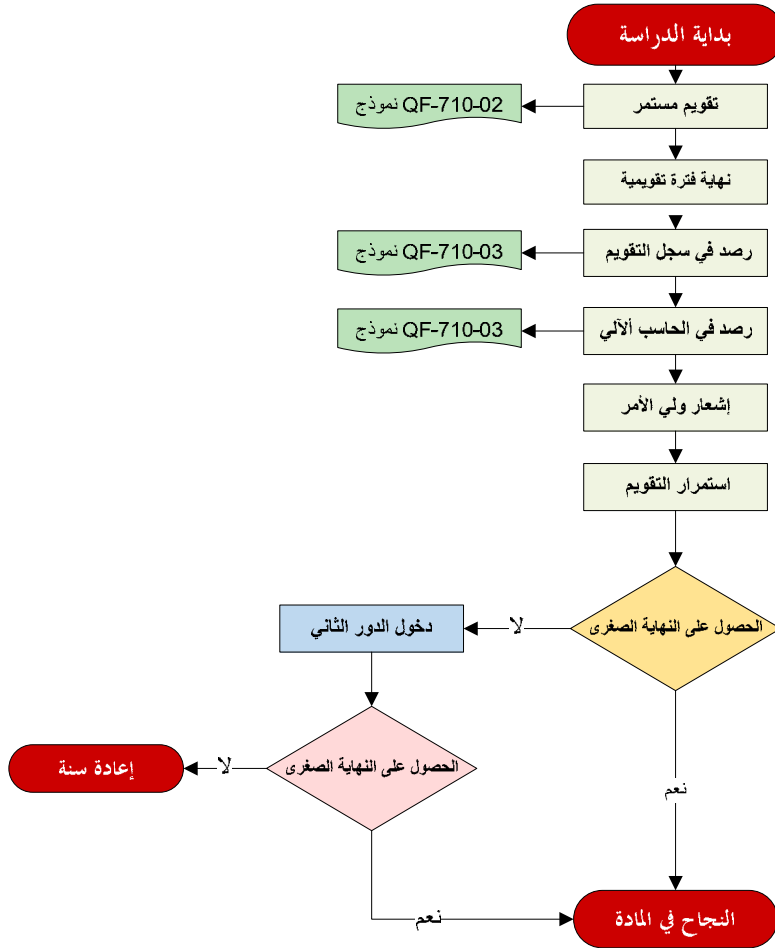 بداية الدراسة
تقويم مستمر
نموذج QF-710-02
نهاية فترة تقويمية
رصد في سجل التقويم
نموذج QF-710-03
رصد في الحاسب ألآلي
نموذج QF-710-03
إشعار ولي الأمر
استمرار التقويم
الحصول على النهاية الصغرى
لا
دخول الدور الثاني
الحصول على النهاية الصغرى
لا
إعادة سنة
نعم
نعم
النجاح في المادة